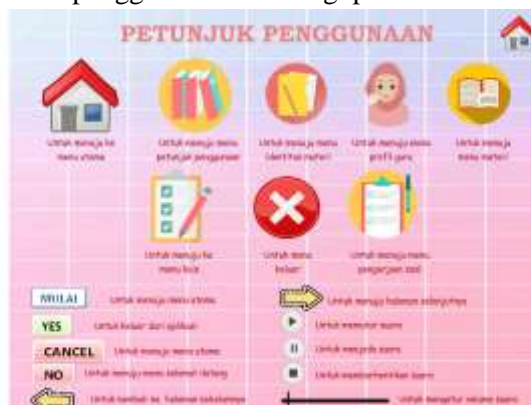 PETUNJUK PENGGUNAAN
Untuk menuju ke
menu utama
Untuk menuju menu
petunjuk penggunaan
Untuk menuju menu
identitas materi
Untuk menuju menu
profil guru
Untuk menuju
menu materi
Untuk menuju ke
menu kuis
Untuk menu
keluar
Untuk menuju menu
pengerjaan soal
MULAI
Untuk menuju menu utama
YES
Untuk keluar dari aplikasi
CANCEL
Untuk menuju menu utama
NO
Untuk menuju menu selamat datang
Untuk kembali ke halaman sebelumnya
Untuk menuju halaman selanjutnya
Untuk memutar suara
Untuk menjeda suara
Untuk memberhentikan suara
Untuk mengatur volume suara